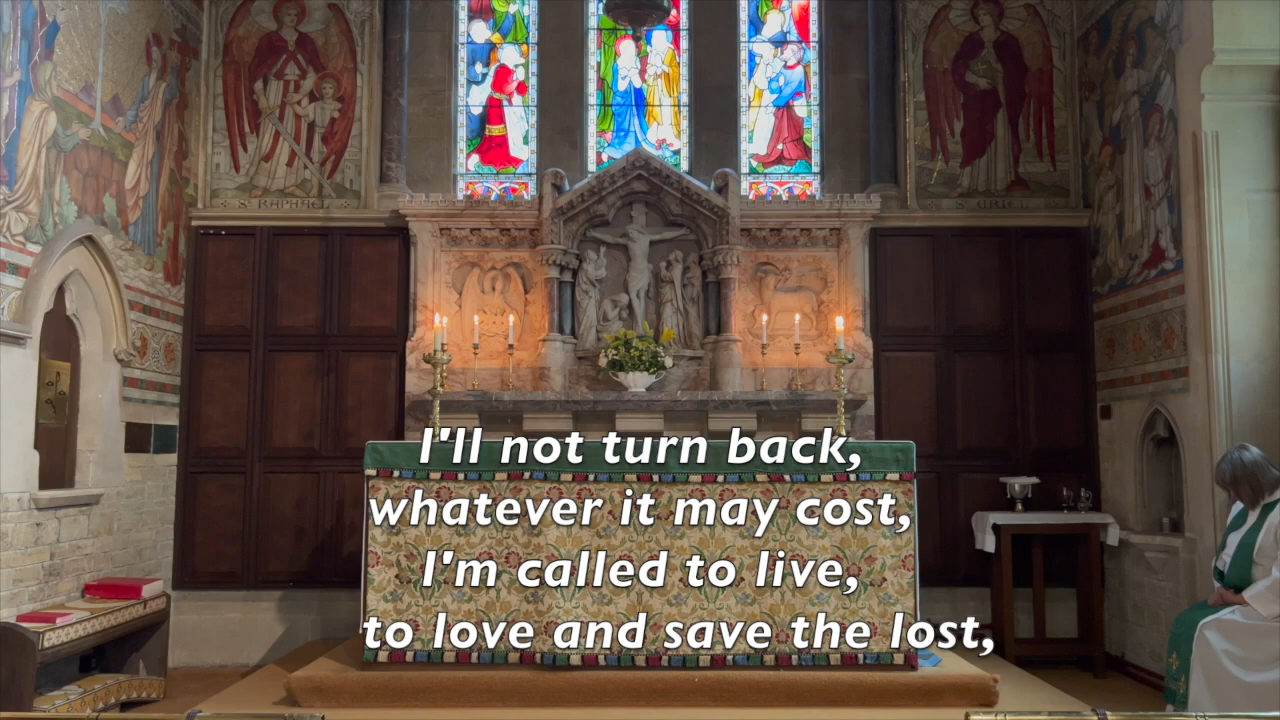 S· RAPHAEL
S· URIEL
I'll not turn back,
whatever it may cost,
I'm called to live,
to love and save the lost,